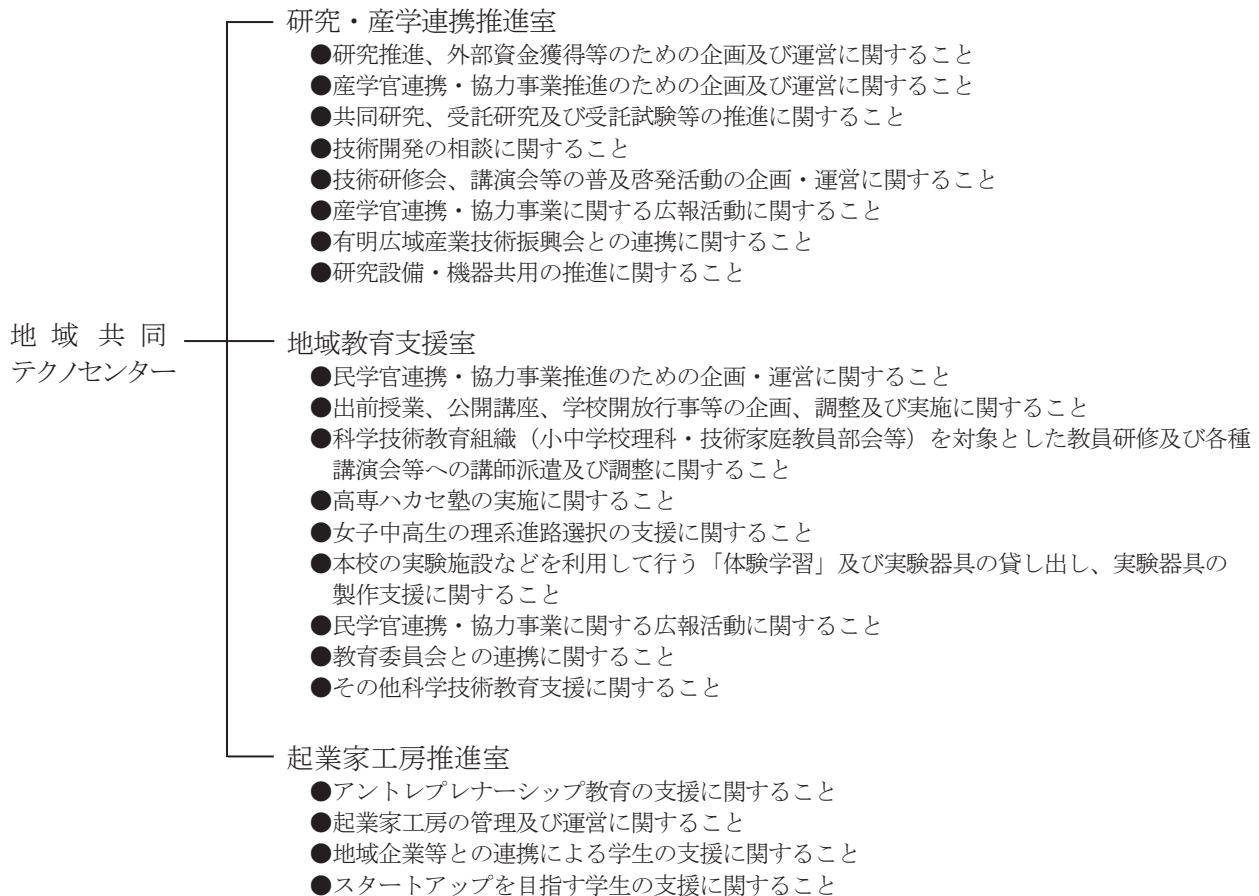 研究・産学連携推進室
●研究推進、外部資金獲得等のための企画及び運営に関すること
●産学官連携・協力事業推進のための企画及び運営に関すること
●共同研究、受託研究及び受託試験等の推進に関すること
●技術開発の相談に関すること
●技術研修会、講演会等の普及啓発活動の企画・運営に関すること
●産学官連携・協力事業に関する広報活動に関すること
●有明広域産業技術振興会との連携に関すること
●研究設備・機器共用の推進に関すること
地域共同
テクノセンター
地域教育支援室
●民学官連携・協力事業推進のための企画・運営に関すること
●出前授業、公開講座、学校開放行事等の企画、調整及び実施に関すること
●科学技術教育組織（小中学校理科・技術家庭教員部会等）を対象とした教員研修及び各種
講演会等への講師派遣及び調整に関すること
●高専ハカセ塾の実施に関すること
●女子中高生の理系進路選択の支援に関すること
●本校の実験施設などを利用して行う「体験学習」及び実験器具の貸し出し、実験器具の
製作支援に関すること
●民学官連携・協力事業に関する広報活動に関すること
●教育委員会との連携に関すること
●その他科学技術教育支援に関すること
起業家工房推進室
●アントレプレナーシップ教育の支援に関すること
●起業家工房の管理及び運営に関すること
●地域企業等との連携による学生の支援に関すること
●スタートアップを目指す学生の支援に関すること